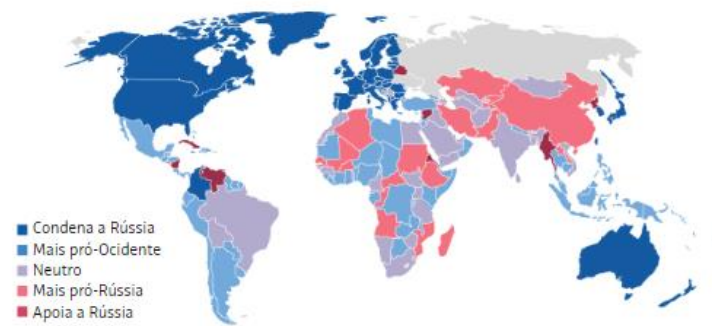 Condena a Rússia
Mais pró-Ocidente
Neutro
Mais pró-Rússia
Apoia a Rússia